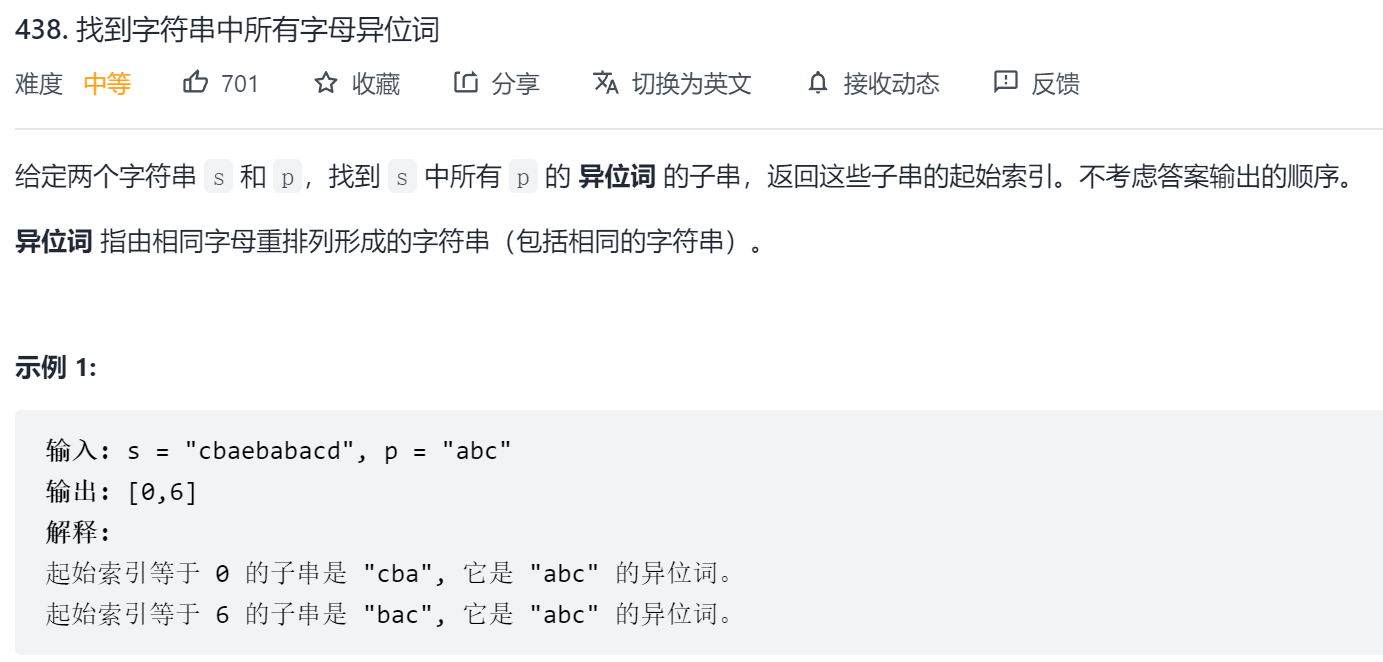 438. 找到字符串中所有字母异位词
难度 中等 701 收藏 分享 切换为英文 接收动态 反馈
给定两个字符串 s 和 p，找到 s 中所有 p 的 异位词 的子串，返回这些子串的起始索引。不考虑答案输出的顺序。
异位词 指由相同字母重排列形成的字符串（包括相同的字符串）。
示例 1:
输入: s = "cbaebabacd", p = "abc"
输出: [0,6]
解释:
起始索引等于 0 的子串是 "cba", 它是 "abc" 的异位词。
起始索引等于 6 的子串是 "bac", 它是 "abc" 的异位词。